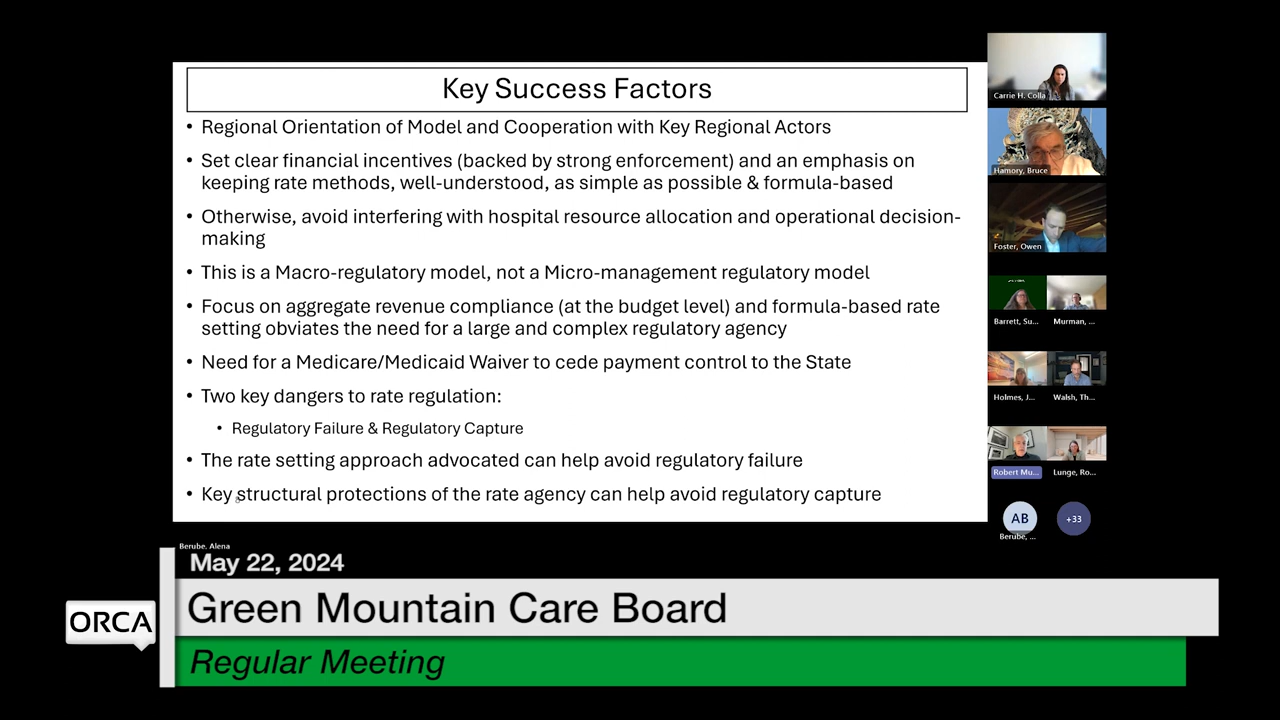 Key Success Factors
• Regional Orientation of Model and Cooperation with Key Regional Actors
• Set clear financial incentives (backed by strong enforcement) and an emphasis on
keeping rate methods, well-understood, as simple as possible & formula-based
• Otherwise, avoid interfering with hospital resource allocation and operational decision-
making
• This is a Macro-regulatory model, not a Micro-management regulatory model
• Focus on aggregate revenue compliance (at the budget level) and formula-based rate
setting obviates the need for a large and complex regulatory agency
• Need for a Medicare/Medicaid Waiver to cede payment control to the State
• Two key dangers to rate regulation:
• Regulatory Failure & Regulatory Capture
• The rate setting approach advocated can help avoid regulatory failure
• Key structural protections of the rate agency can help avoid regulatory capture
Carrie H. Colla
Hamory, Bruce
Foster, Owen
Barrett, Su... Murman, ...
Holmes, J... Walsh, Th...
Robert Mu... Lunge, Ro...
AB +33
Berube, ...
Berube, Alena
May 22, 2024
ORCA
Green Mountain Care Board
Regular Meeting